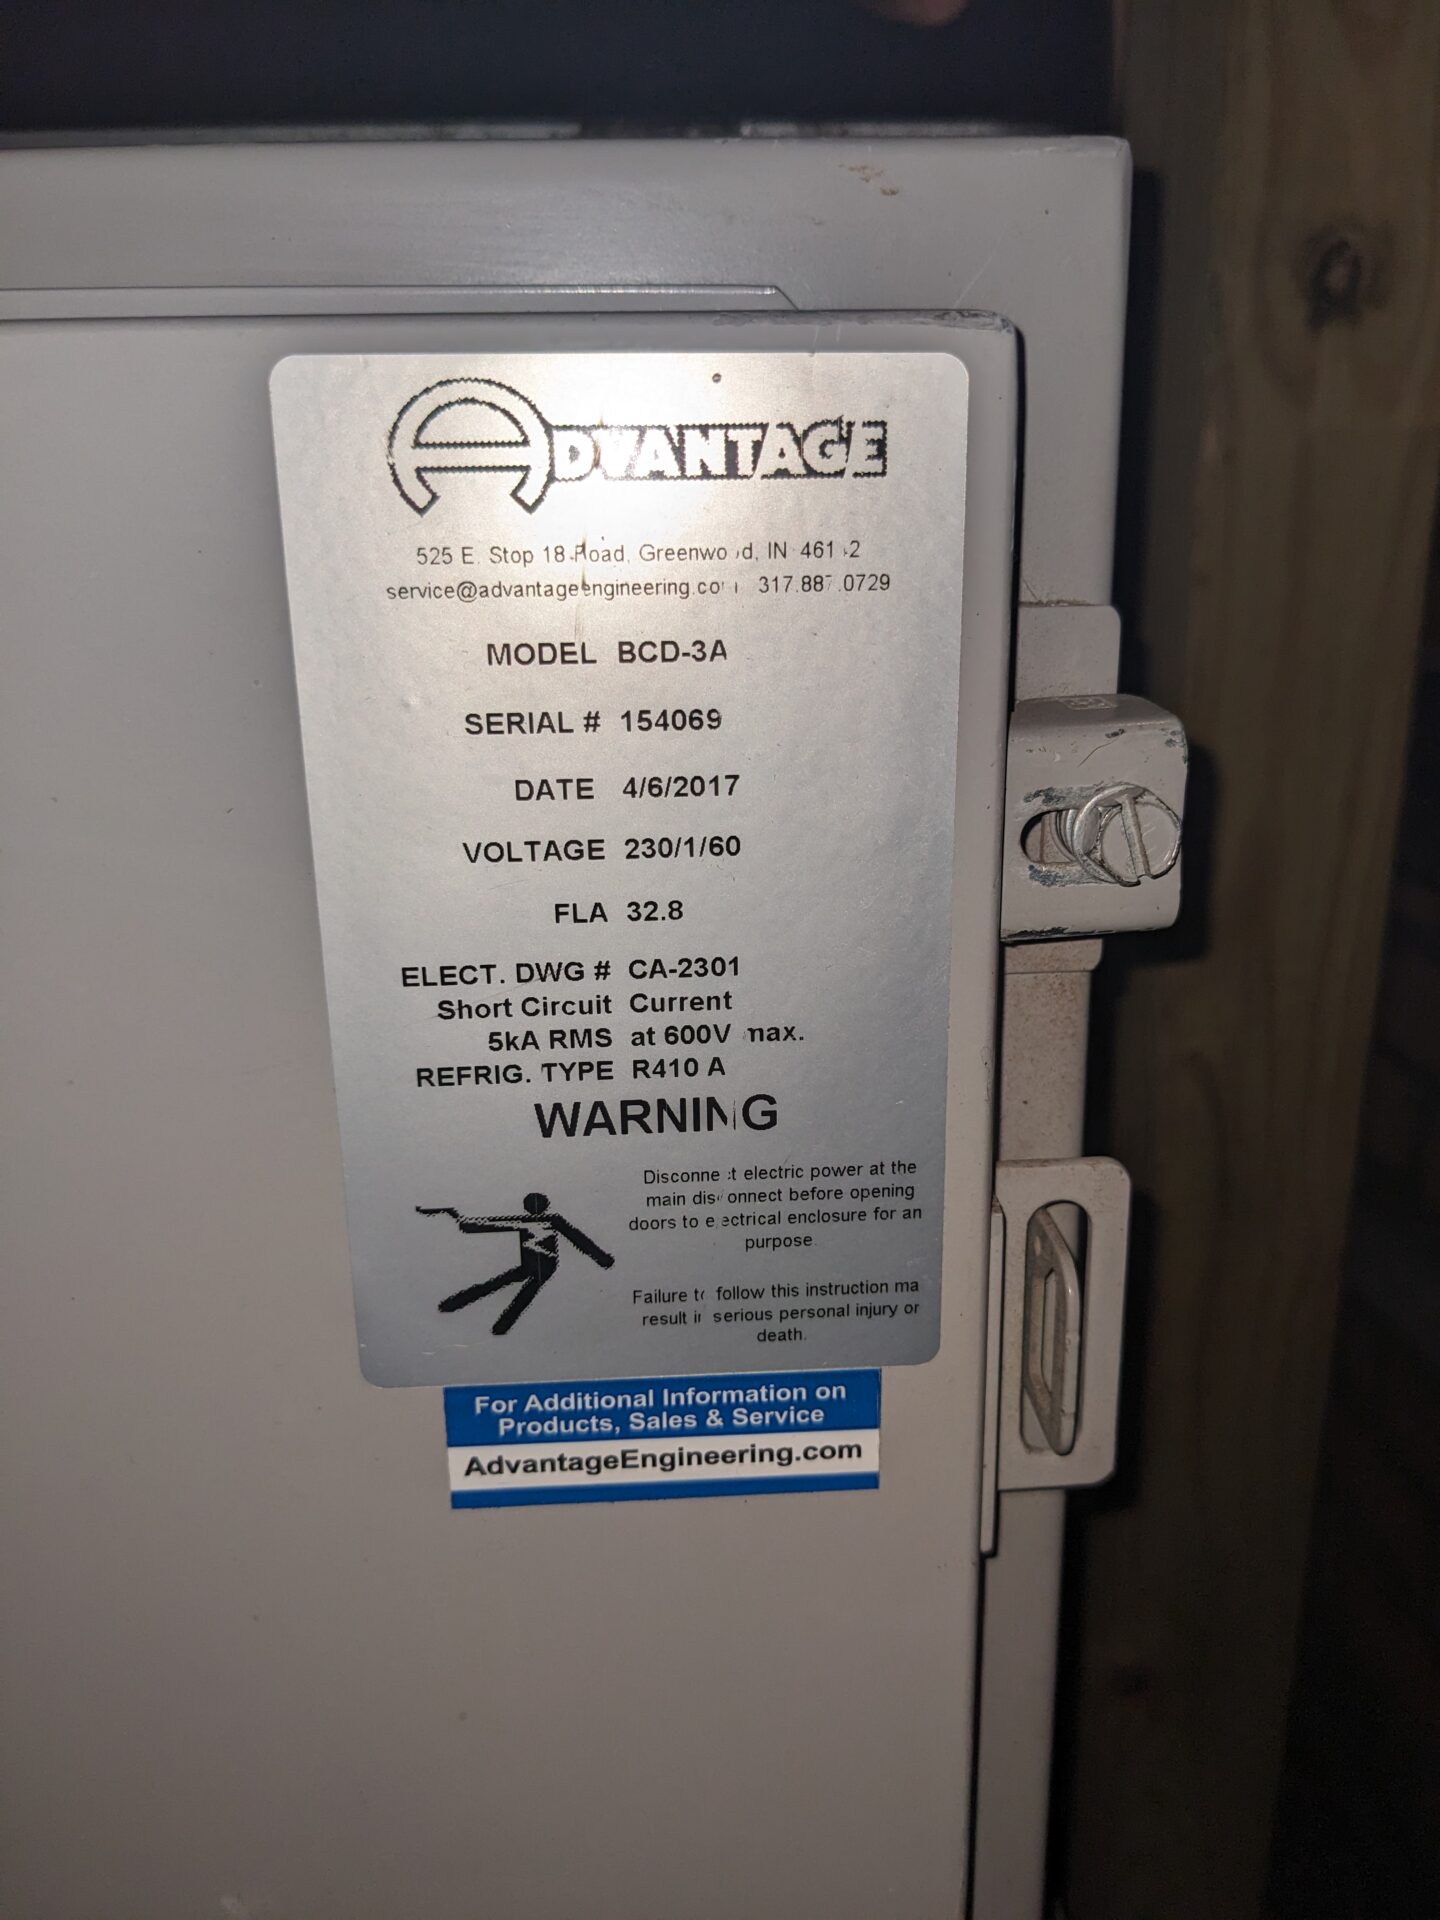 ADVANTAGE
525 E. Stop 18 Road, Greenwood, IN 46142
service@advantageengineering.com 317.887.0729
MODEL BCD-3A
SERIAL # 154069
DATE 4/6/2017
VOLTAGE 230/1/60
FLA 32.8
ELECT. DWG # CA-2301
Short Circuit Current
5kA RMS at 600V max.
REFRIG. TYPE R410 A
WARNING
Disconnect electric power at the
main disconnect before opening
doors to electrical enclosure for an
purpose.
Failure to follow this instruction ma
result in serious personal injury or
death.
For Additional Information on
Products, Sales & Service
AdvantageEngineering.com